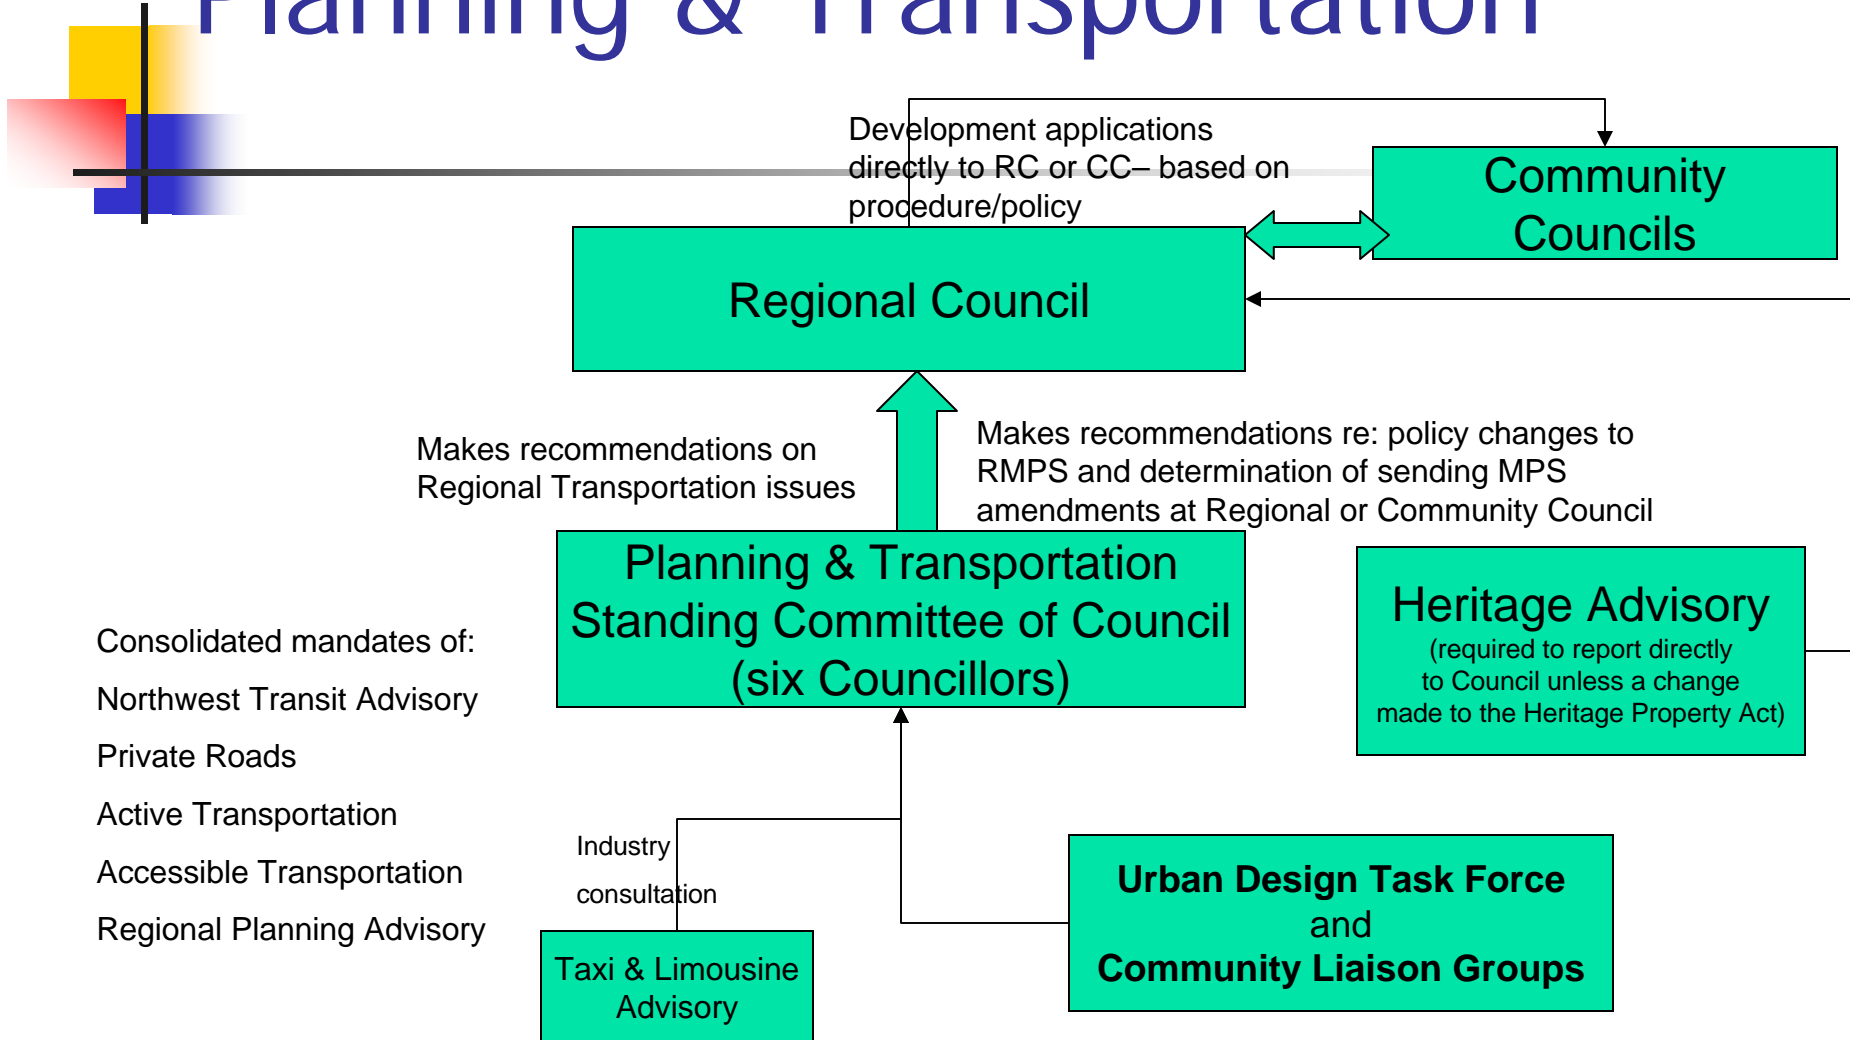 Planning & Transportation
Development applications
directly to RC or CC– based on
procedure/policy
Community
Councils
Regional Council
Makes recommendations on
Regional Transportation issues
Makes recommendations re: policy changes to
RMPS and determination of sending MPS
amendments at Regional or Community Council
Planning & Transportation
Standing Committee of Council
(six Councillors)
Heritage Advisory
(required to report directly
to Council unless a change
made to the Heritage Property Act)
Consolidated mandates of:
Northwest Transit Advisory
Private Roads
Active Transportation
Accessible Transportation
Regional Planning Advisory
Industry
consultation
Taxi & Limousine
Advisory
Urban Design Task Force
and
Community Liaison Groups